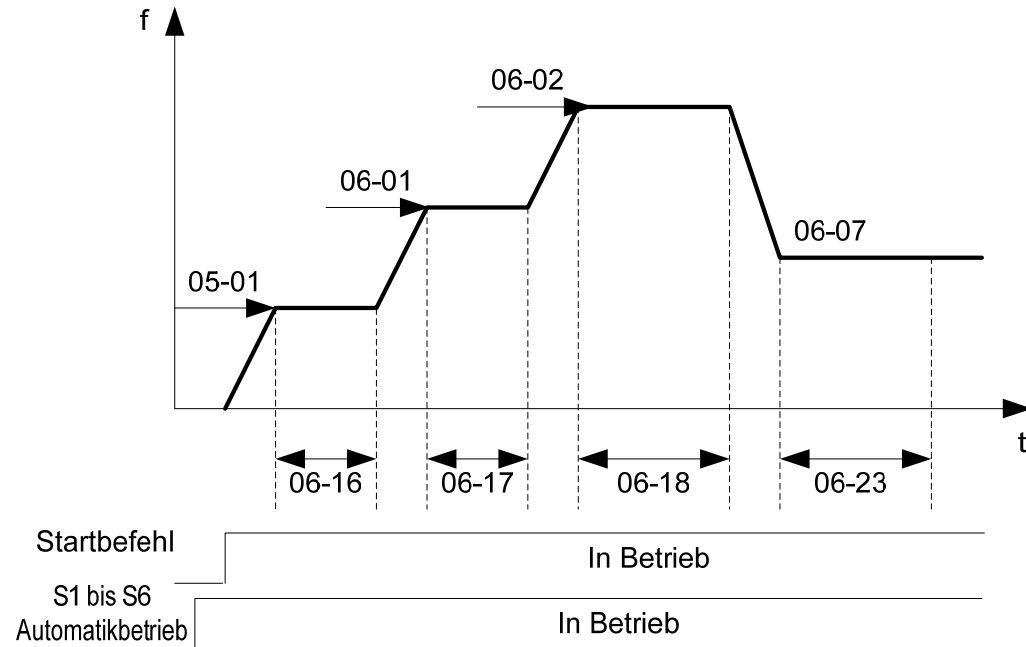 f
06-02
06-01
06-07
05-01
t
06-16
06-17
06-18
06-23
Startbefehl
In Betrieb
S1 bis S6
Automatikbetrieb
In Betrieb